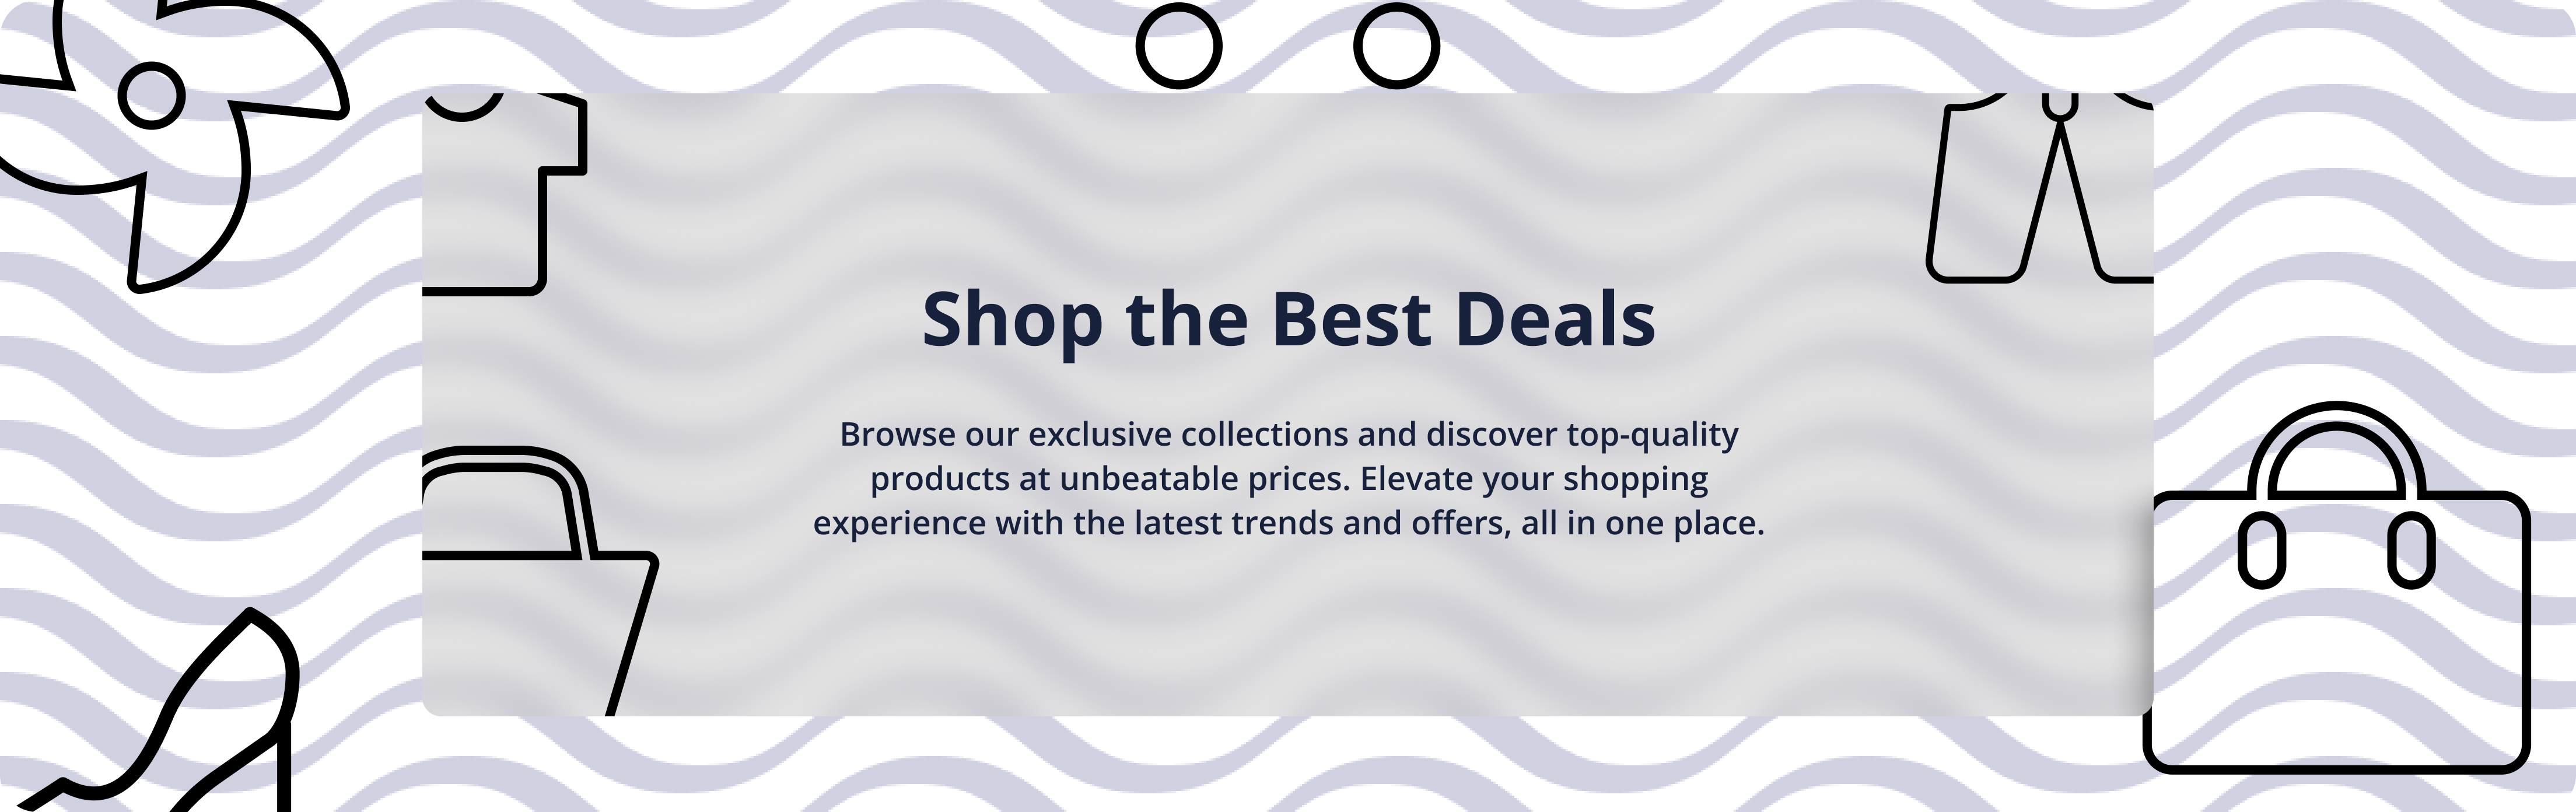 Shop the Best Deals
Browse our exclusive collections and discover top-quality
products at unbeatable prices. Elevate your shopping
experience with the latest trends and offers, all in one place.